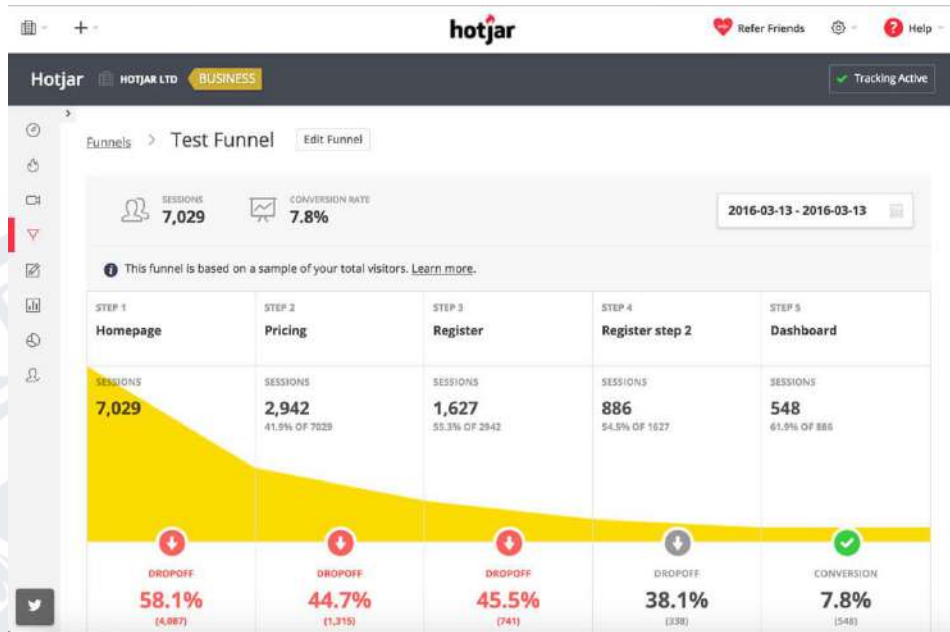 hotjar
Refer Friends
Help
Hotjar HOTJAR LTD BUSINESS
Tracking Active
Funnels > Test Funnel Edit Funnel
SESSIONS
7,029
CONVERSION RATE
7.8%
2016-03-13 - 2016-03-13
This funnel is based on a sample of your total visitors. Learn more.
STEP 1
Homepage
STEP 2
Pricing
STEP 3
Register
STEP 4
Register step 2
STEP 5
Dashboard
SESSIONS
7,029
SESSIONS
2,942
41.9% OF 7029
SESSIONS
1,627
55.3% OF 2942
SESSIONS
886
54.5% OF 1627
SESSIONS
548
61.9% OF 886
DROPOFF
58.1%
(4,087)
DROPOFF
44.7%
(1,315)
DROPOFF
45.5%
(741)
DROPOFF
38.1%
(338)
CONVERSION
7.8%
(548)